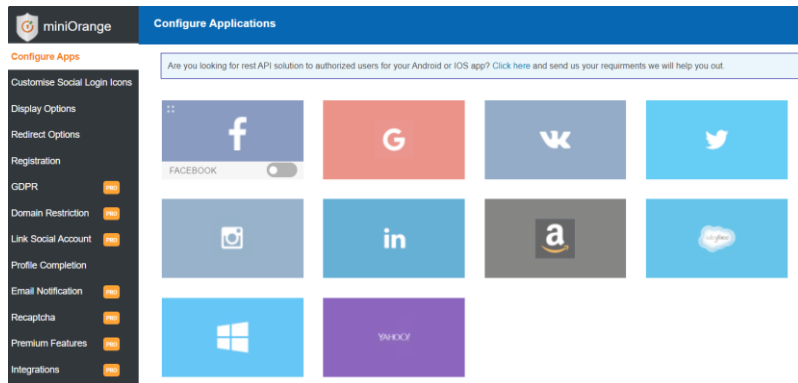 miniOrange
Configure Applications
Configure Apps
Customise Social Login Icons
Display Options
Redirect Options
Registration
GDPR PRO
Domain Restriction PRO
Link Social Account PRO
Profile Completion
Email Notification PRO
Recaptcha PRO
Premium Features PRO
Integrations PRO
Are you looking for rest API solution to authorized users for your Android or IOS app? Click here and send us your requirments we will help you out.
f
G
FACEBOOK
in
a
salesforce
YAHOO!